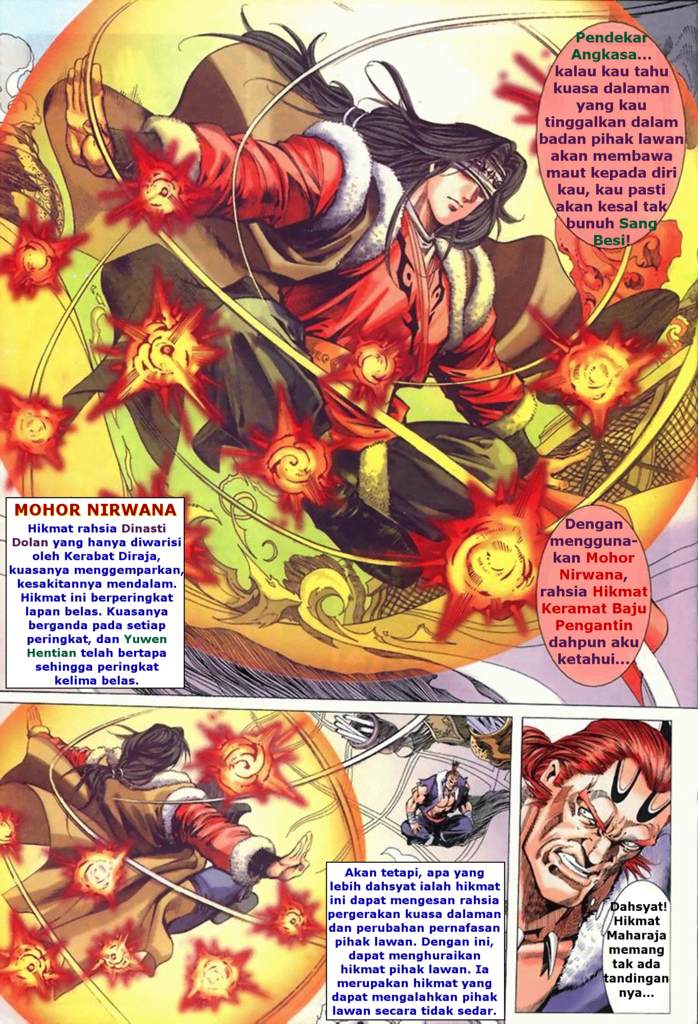 Pendekar
Angkasa...
kalau kau tahu
kuasa dalaman
yang kau
tinggalkan dalam
badan pihak lawan
akan membawa
maut kepada diri
kau, kau pasti
akan kesal tak
bunuh Sang
Besi!
MOHOR NIRWANA
Hikmat rahsia Dinasti
Dolan yang hanya diwarisi
oleh Kerabat Diraja,
kuasanya menggemparkan,
kesakitannya mendalam.
Hikmat ini berperingkat
lapan belas. Kuasanya
berganda pada setiap
peringkat, dan Yuwen
Hentian telah bertapa
sehingga peringkat
kelima belas.
Dengan
mengguna-
kan Mohor
Nirwana,
rahsia Hikmat
Keramat Baju
Pengantin
dahpun aku
ketahui...
Akan tetapi, apa yang
lebih dahsyat ialah hikmat
ini dapat mengesan rahsia
pergerakan kuasa dalaman
dan perubahan pernafasan
pihak lawan. Dengan ini,
dapat menghuraikan
hikmat pihak lawan. Ia
merupakan hikmat yang
dapat mengalahkan pihak
lawan secara tidak sedar.
Dahsyat!
Hikmat
Maharaja
memang
tak ada
tandingan
nya...